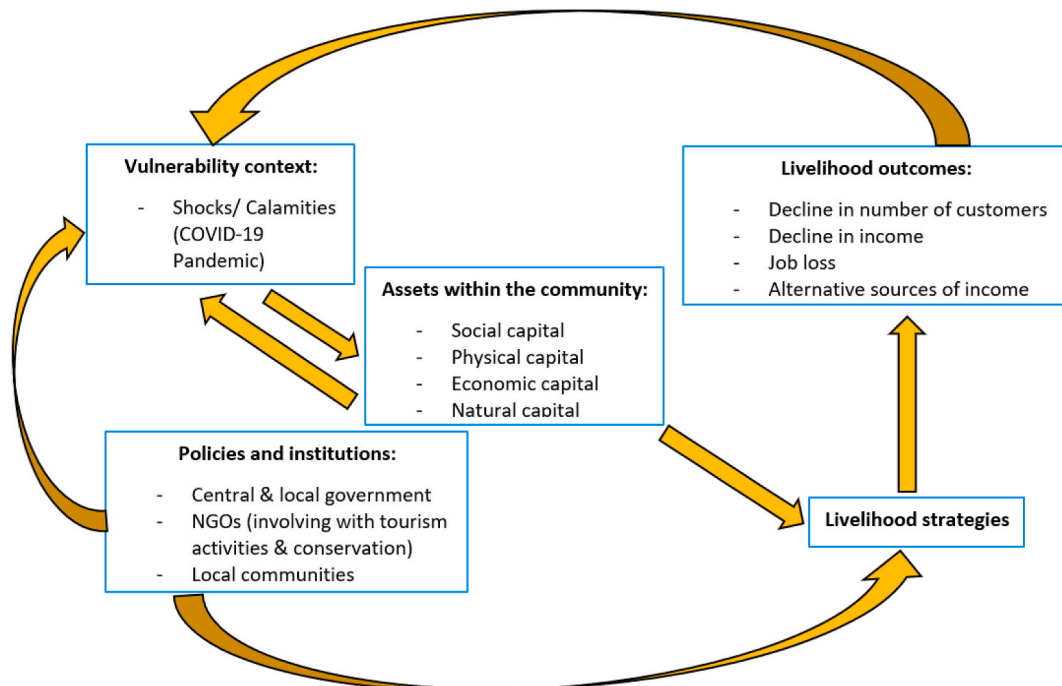 Vulnerability context:
- Shocks/ Calamities
(COVID-19
Pandemic)
Livelihood outcomes:
- Decline in number of customers
- Decline in income
- Job loss
- Alternative sources of income
Assets within the community:
- Social capital
- Physical capital
- Economic capital
- Natural capital
Policies and institutions:
- Central & local government
- NGOs (involving with tourism
activities & conservation)
- Local communities
Livelihood strategies